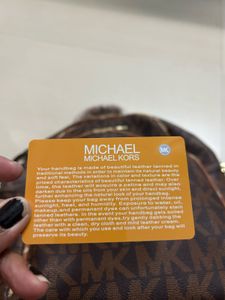 MICHAEL
MICHAEL KORS
MK
Your handbag is made of beautiful leather tanned in
traditional methods in order to maintain its natural beauty
and soft feel. The variations in color and texture are the
prized characteristics of beautiful tanned leather. Over
time, the leather will acquire a patina and may also
darken due to the oils from your skin and direct sunlight,
further enhancing the natural look of your handbag.
Please keep your bag away from prolonged intense
sunlight, heat, and humidity. Exposure to water, oil,
makeup, and permanent dyes can unfortunately stain
tanned leathers. In the event your handbag gets soiled
other than with permanent dyes, try gently dabbing the
leather with a clean, dry cloth and mild leather cream.
The care with which you use and look after your bag will
preserve its beauty.